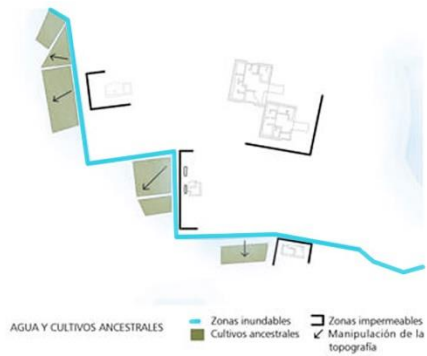 AGUA Y CULTIVOS ANCESTRALES
Zonas inundables
Cultivos ancestrales
Zonas impermeables
Manipulación de la
topografía